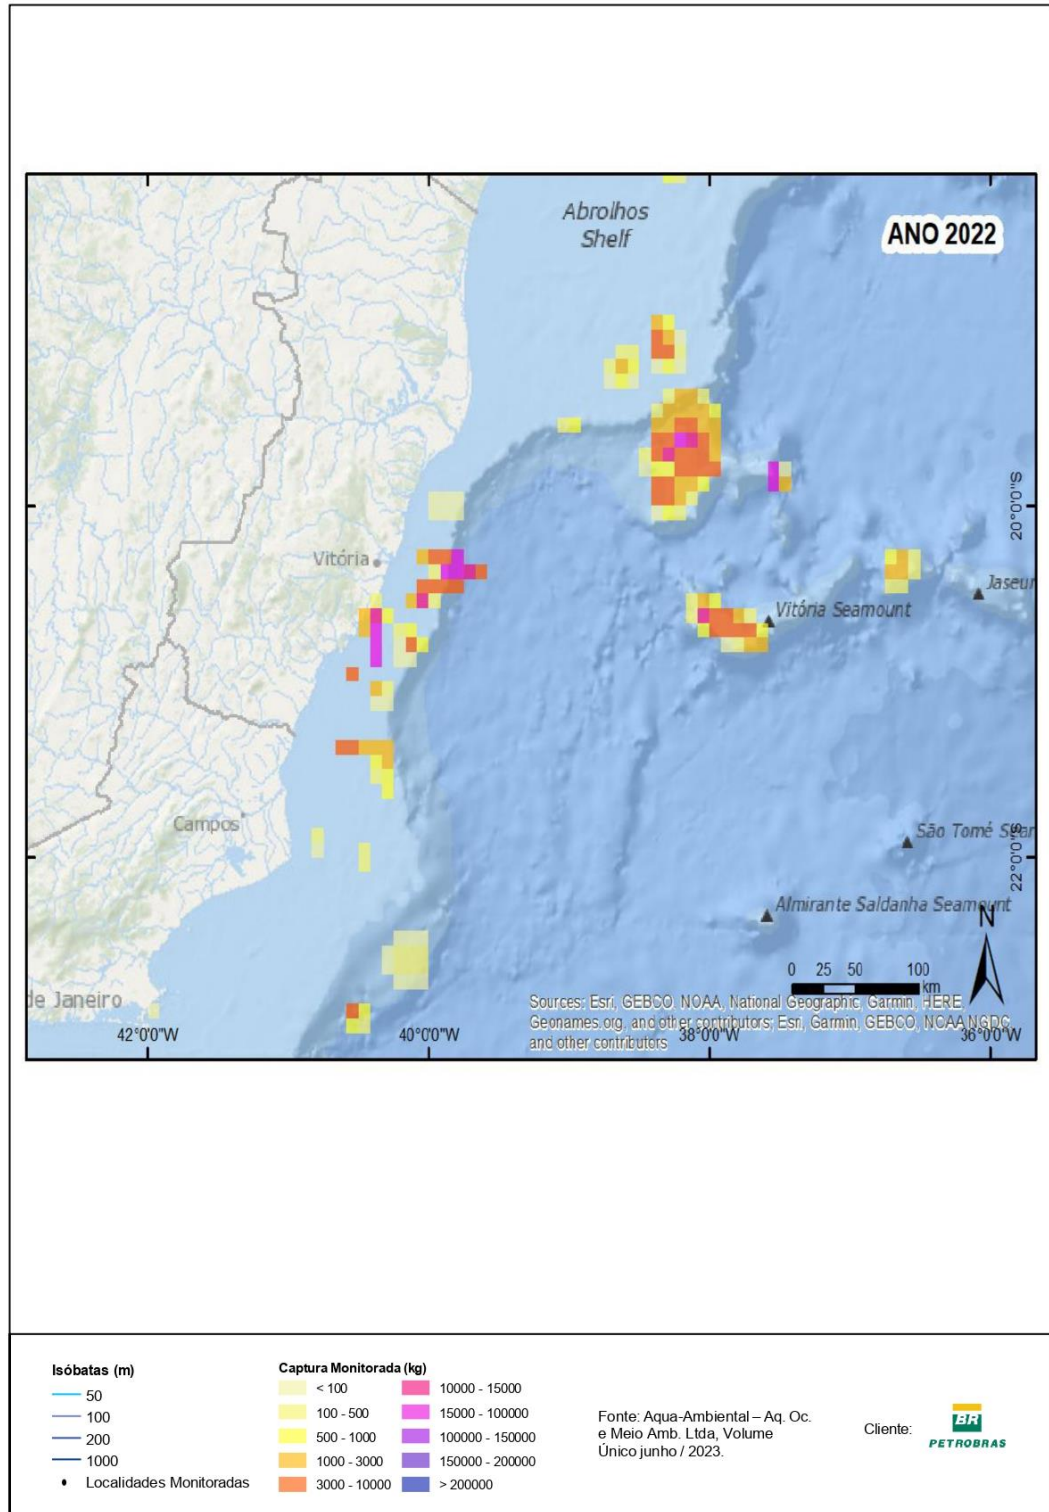 Abrolhos
Shelf
ANO 2022
20°0'0"S
Vitória
Vitória Seamount
Campos
22°0'0"S
São Tomé
Almirante Saldanha Seamount
N
de Janeiro
0 25 50 100
km
Sources: Esri, GEBCO, NOAA, National Geographic, Garmin, HERE,
Geonames.org, and other contributors; Esri, Garmin, GEBCO, NOAA NGDC,
and other contributors
42°0'0"W
40°0'0"W
38°0'0"W
36°0'0"W
Isóbatas (m)
50
100
200
1000
Localidades Monitoradas
Captura Monitorada (kg)
< 100
100 - 500
500 - 1000
1000 - 3000
3000 - 10000
10000 - 15000
15000 - 100000
100000 - 150000
150000 - 200000
> 200000
Fonte: Aqua-Ambiental – Aq. Oc.
e Meio Amb. Ltda, Volume
Único junho / 2023.
Cliente:
BR
PETROBRAS